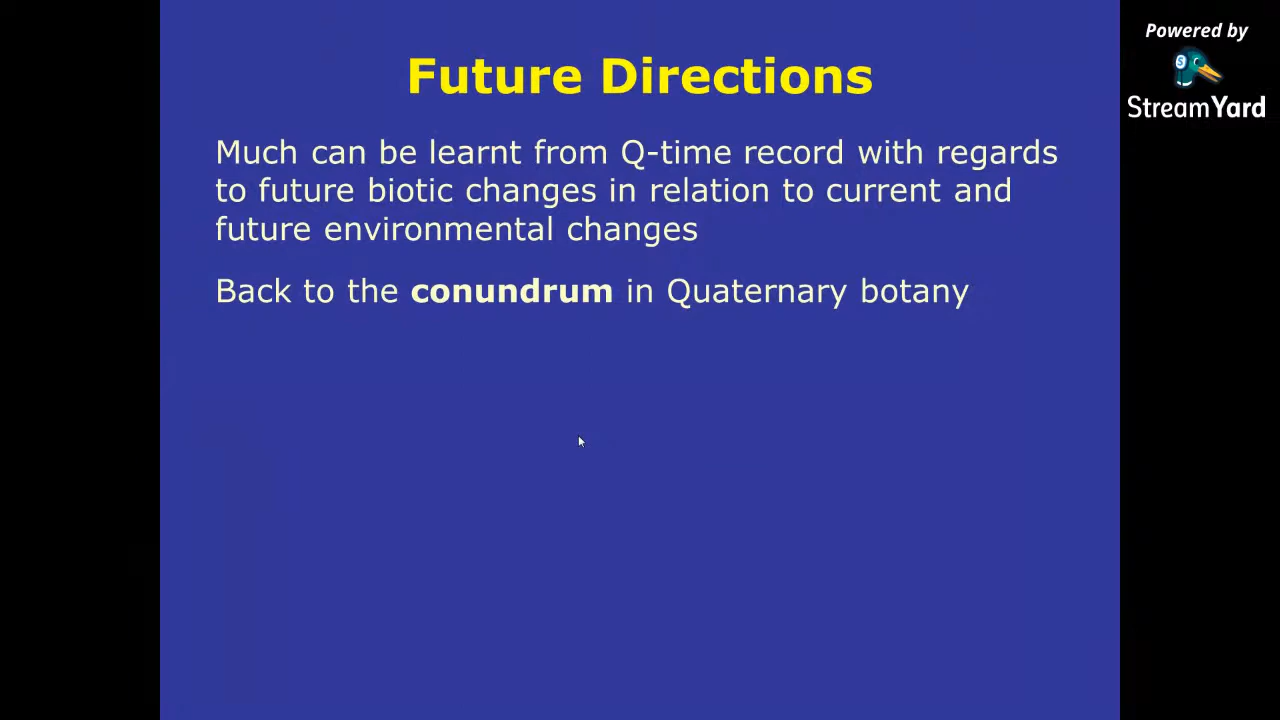 Powered by
StreamYard
Future Directions
Much can be learnt from Q-time record with regards
to future biotic changes in relation to current and
future environmental changes
Back to the conundrum in Quaternary botany